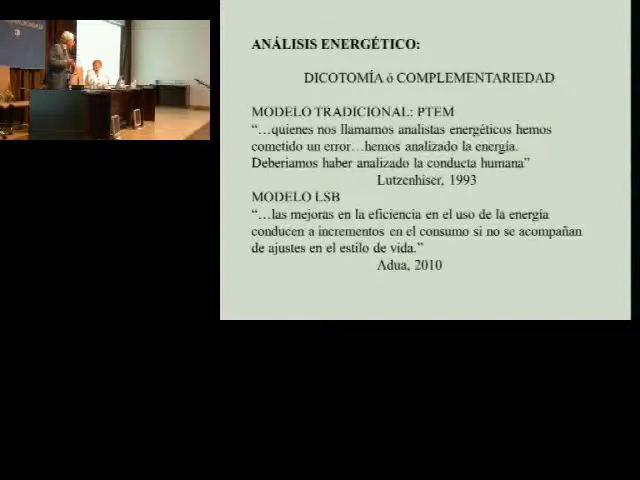 ANÁLISIS ENERGÉTICO:
DICOTOMÍA ó COMPLEMENTARIEDAD
MODELO TRADICIONAL: PTEM
“…quienes nos llamamos analistas energéticos hemos
cometido un error…hemos analizado la energía.
Deberiamos haber analizado la conducta humana”
Lutzenhiser, 1993
MODELO LSB
“…las mejoras en la eficiencia en el uso de la energía
conducen a incrementos en el consumo si no se acompañan
de ajustes en el estilo de vida.”
Adua, 2010